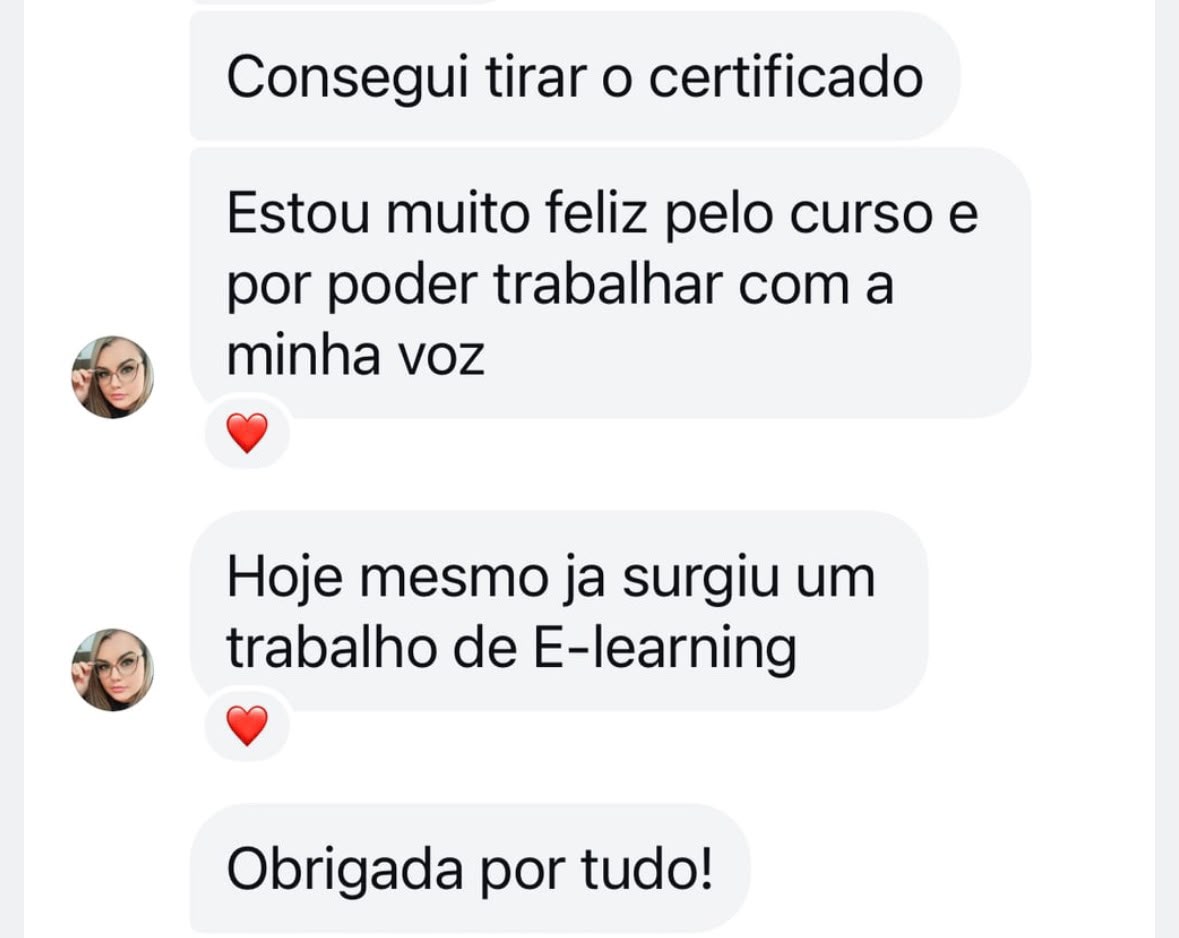 Consegui tirar o certificado
Estou muito feliz pelo curso e
por poder trabalhar com a
minha voz
Hoje mesmo ja surgiu um
trabalho de E-learning
Obrigada por tudo!